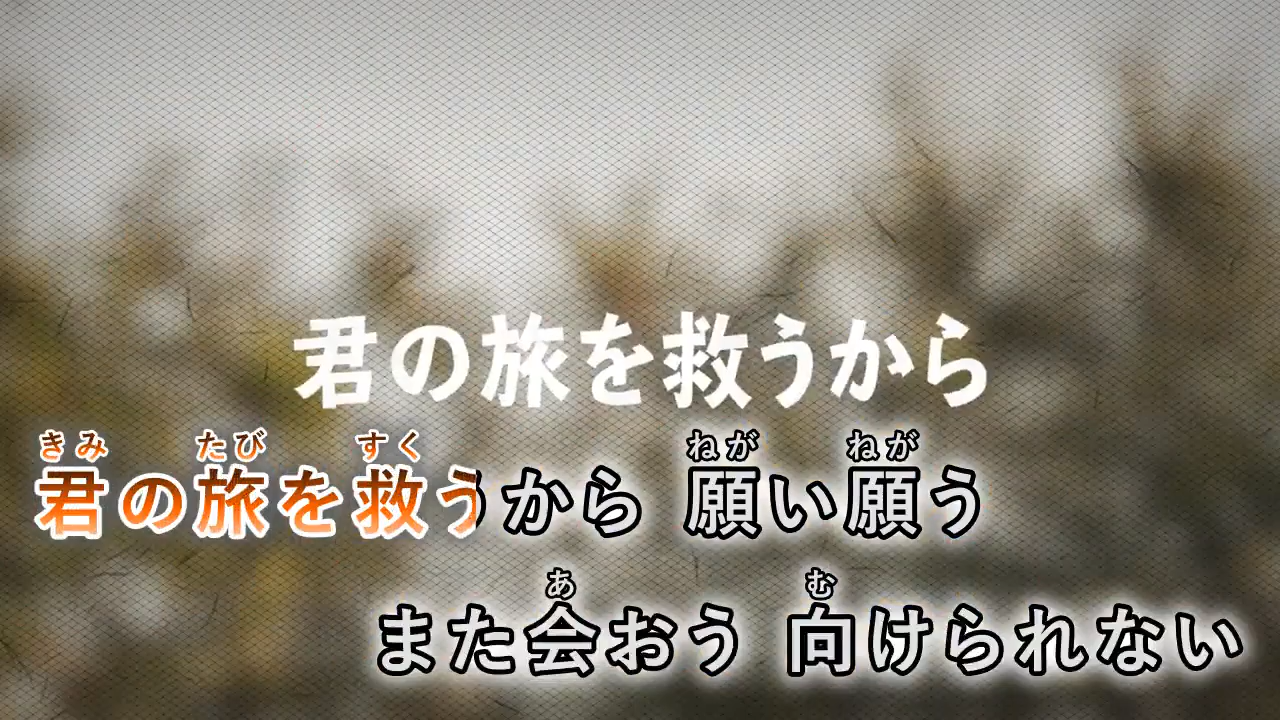 君の旅を救うから
きみ たび すく ねが ねが
君の旅を救うから 願い願う
あ む
また会おう 向けられない